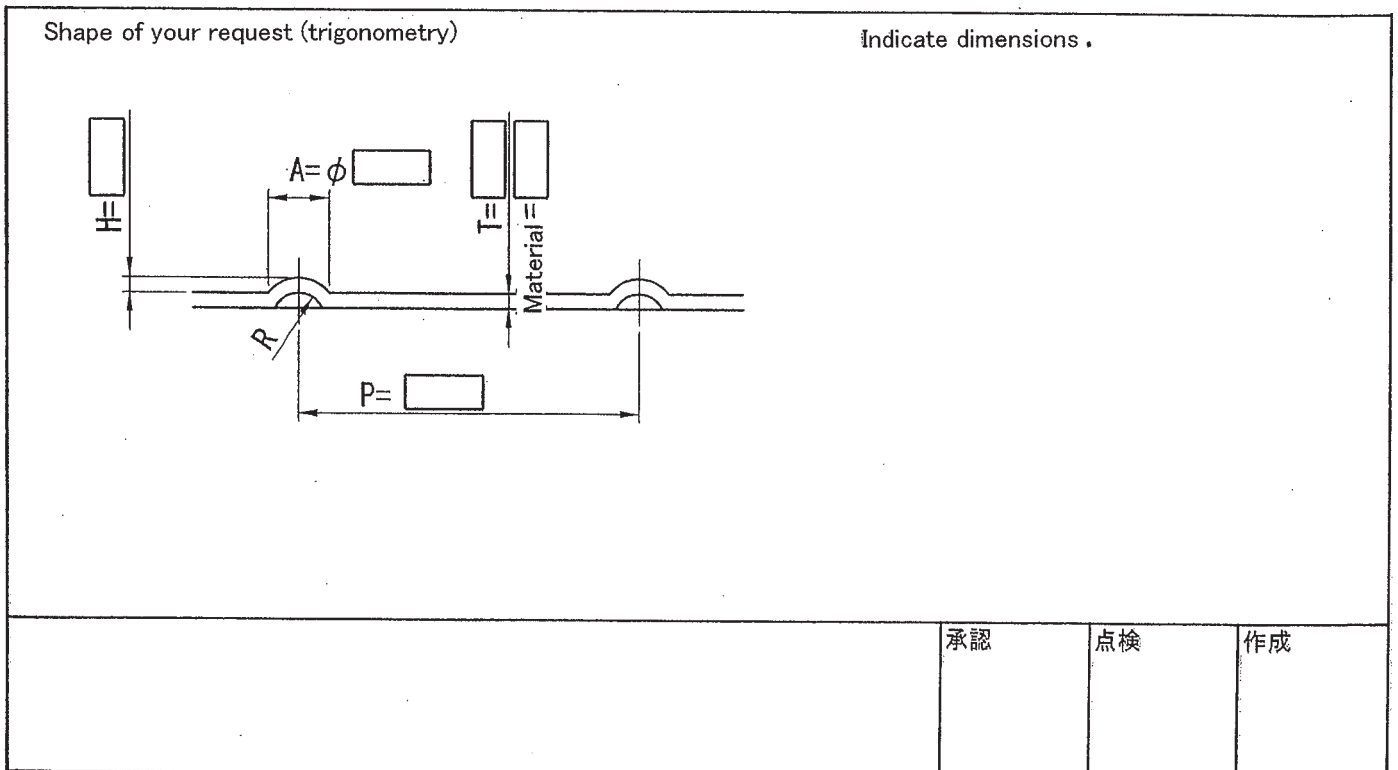 Shape of your request (trigonometry)
Indicate dimensions.
H=
A=φ
T=
Material=
R
P=
承認
点検
作成